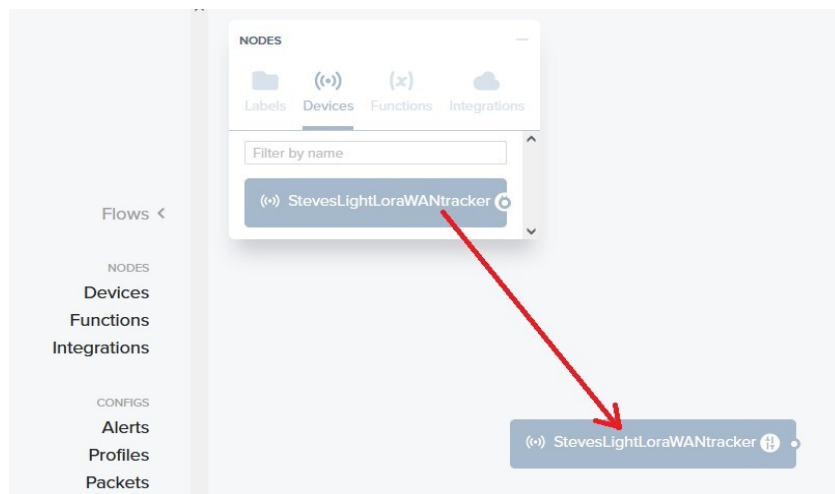 NODES
Labels Devices Functions Integrations
Filter by name
StevesLightLoraWANtracker
Flows
NODES
Devices
Functions
Integrations
CONFIGS
Alerts
Profiles
Packets
StevesLightLoraWANtracker